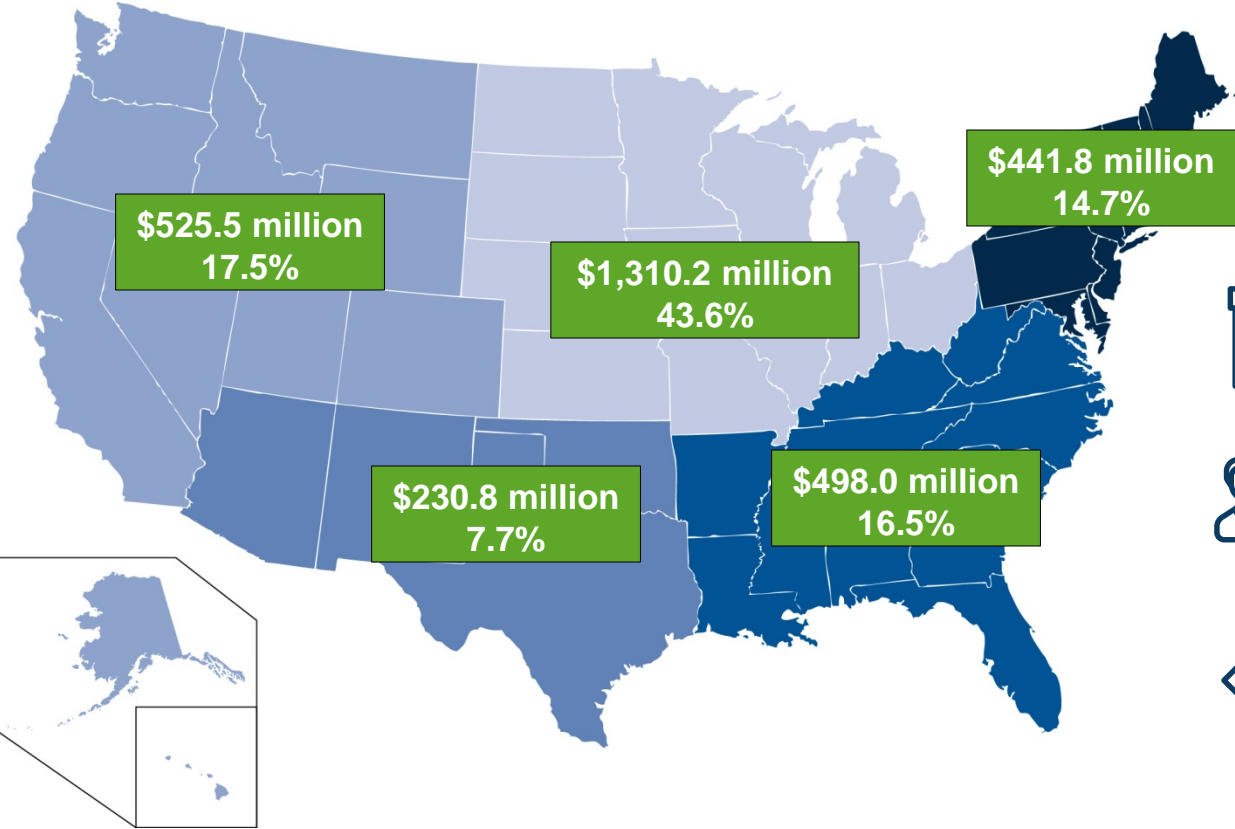 $441.8 million
14.7%
$525.5 million
17.5%
$1,310.2 million
43.6%
$230.8 million
7.7%
$498.0 million
16.5%